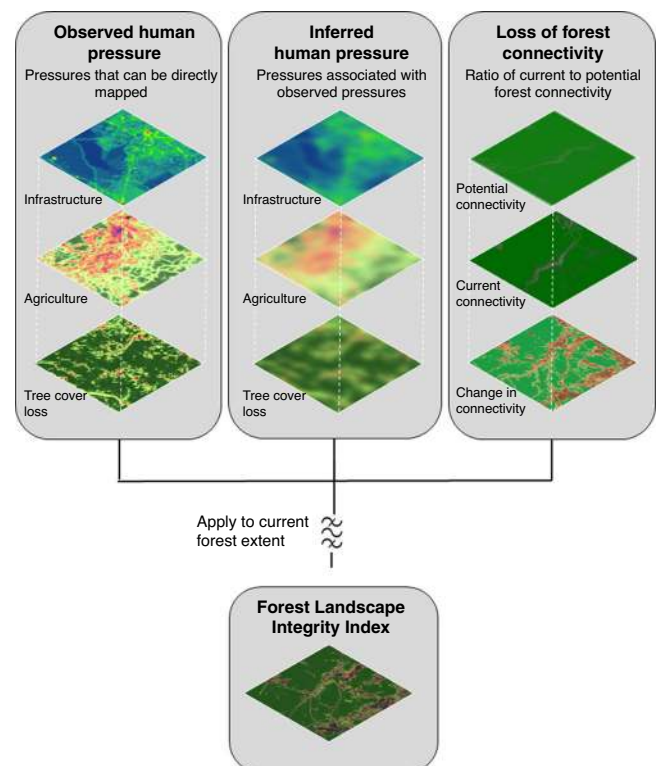 Observed human
pressure
Pressures that can be directly
mapped
Infrastructure
Agriculture
Tree cover
loss
Inferred
human pressure
Pressures associated with
observed pressures
Infrastructure
Agriculture
Tree cover
loss
Loss of forest
connectivity
Ratio of current to potential
forest connectivity
Potential
connectivity
Current
connectivity
Change in
connectivity
Apply to current
forest extent
Forest Landscape
Integrity Index